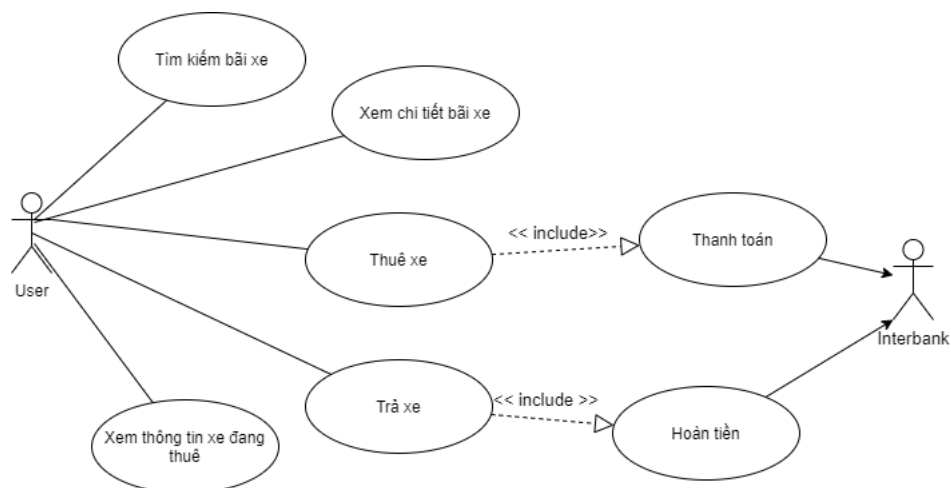 Tìm kiếm bãi xe
Xem chi tiết bãi xe
<< include>>
Thuê xe
Thanh toán
User
Interbank
<< include >>
Trả xe
Hoàn tiền
Xem thông tin xe đang
thuê